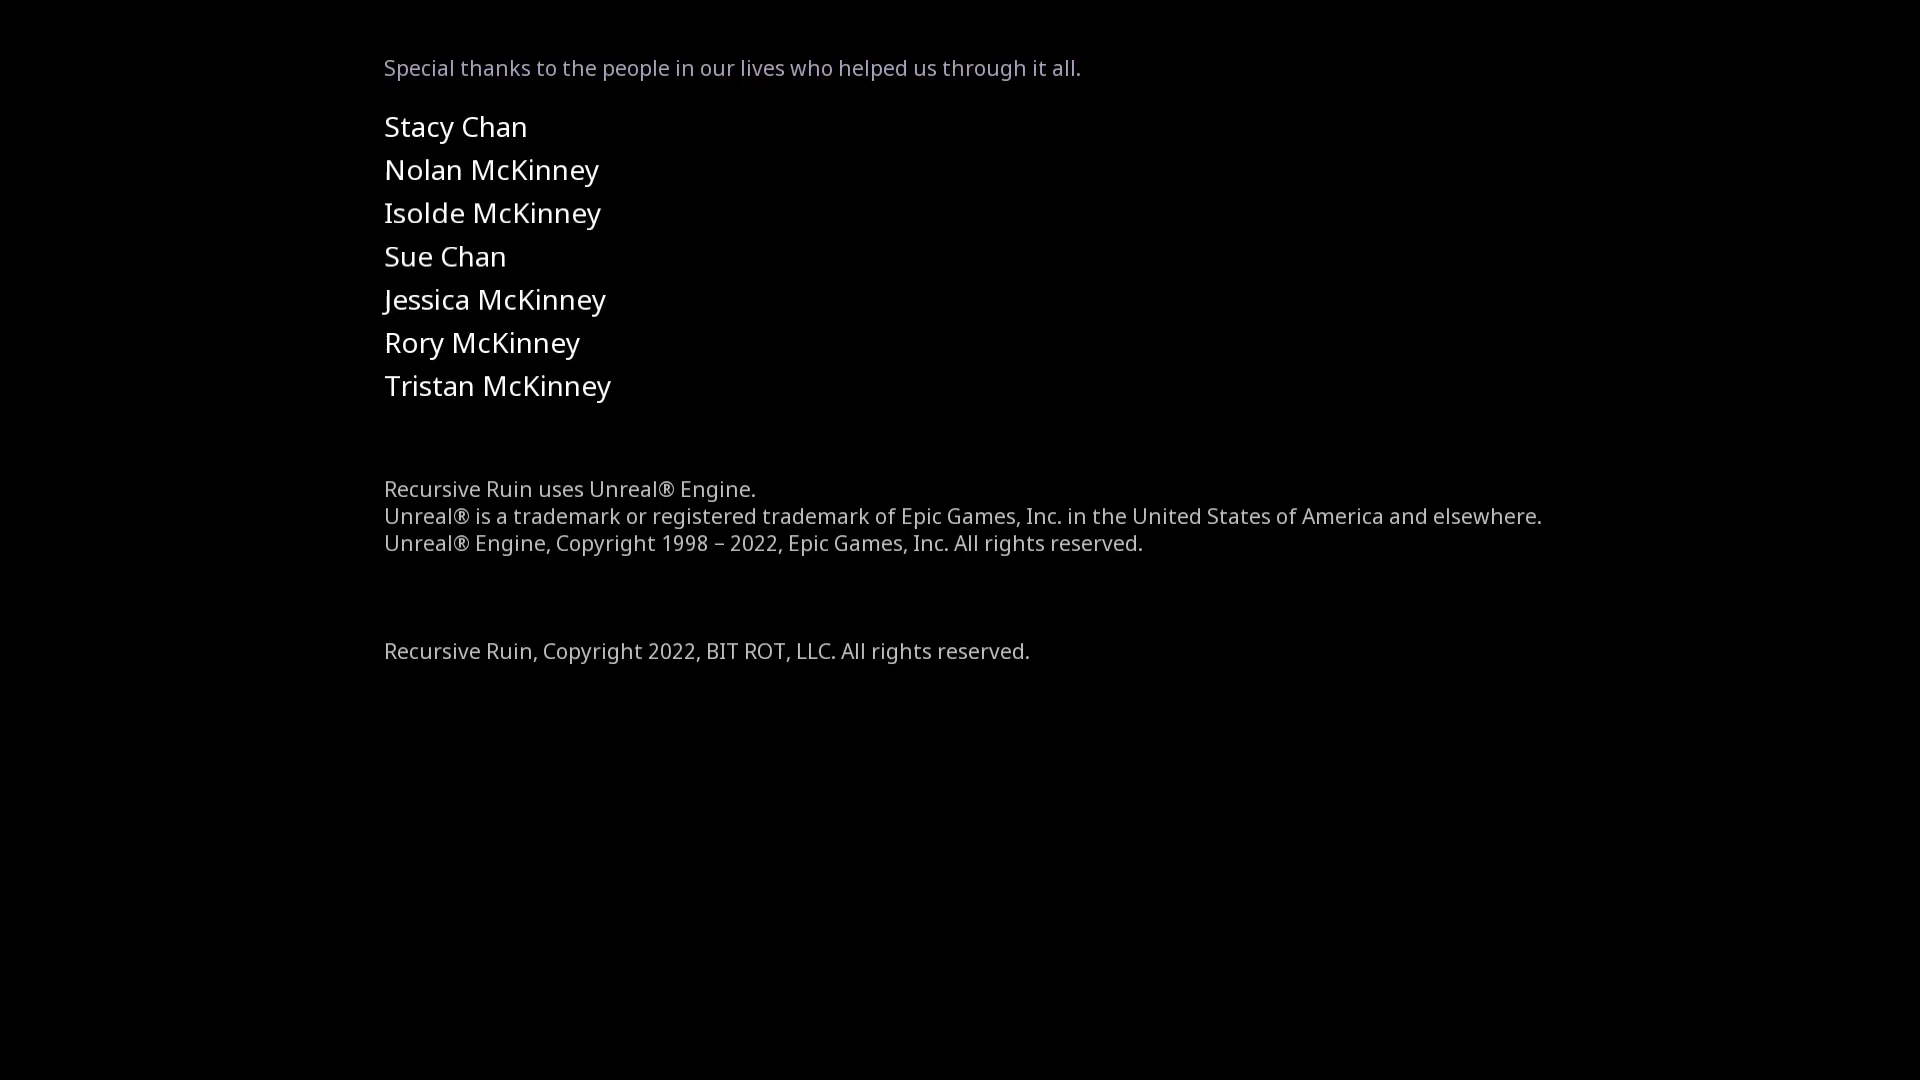 Special thanks to the people in our lives who helped us through it all.
Stacy Chan
Nolan McKinney
Isolde McKinney
Sue Chan
Jessica McKinney
Rory McKinney
Tristan McKinney
Recursive Ruin uses Unreal® Engine.
Unreal® is a trademark or registered trademark of Epic Games, Inc. in the United States of America and elsewhere.
Unreal® Engine, Copyright 1998 – 2022, Epic Games, Inc. All rights reserved.
Recursive Ruin, Copyright 2022, BIT ROT, LLC. All rights reserved.